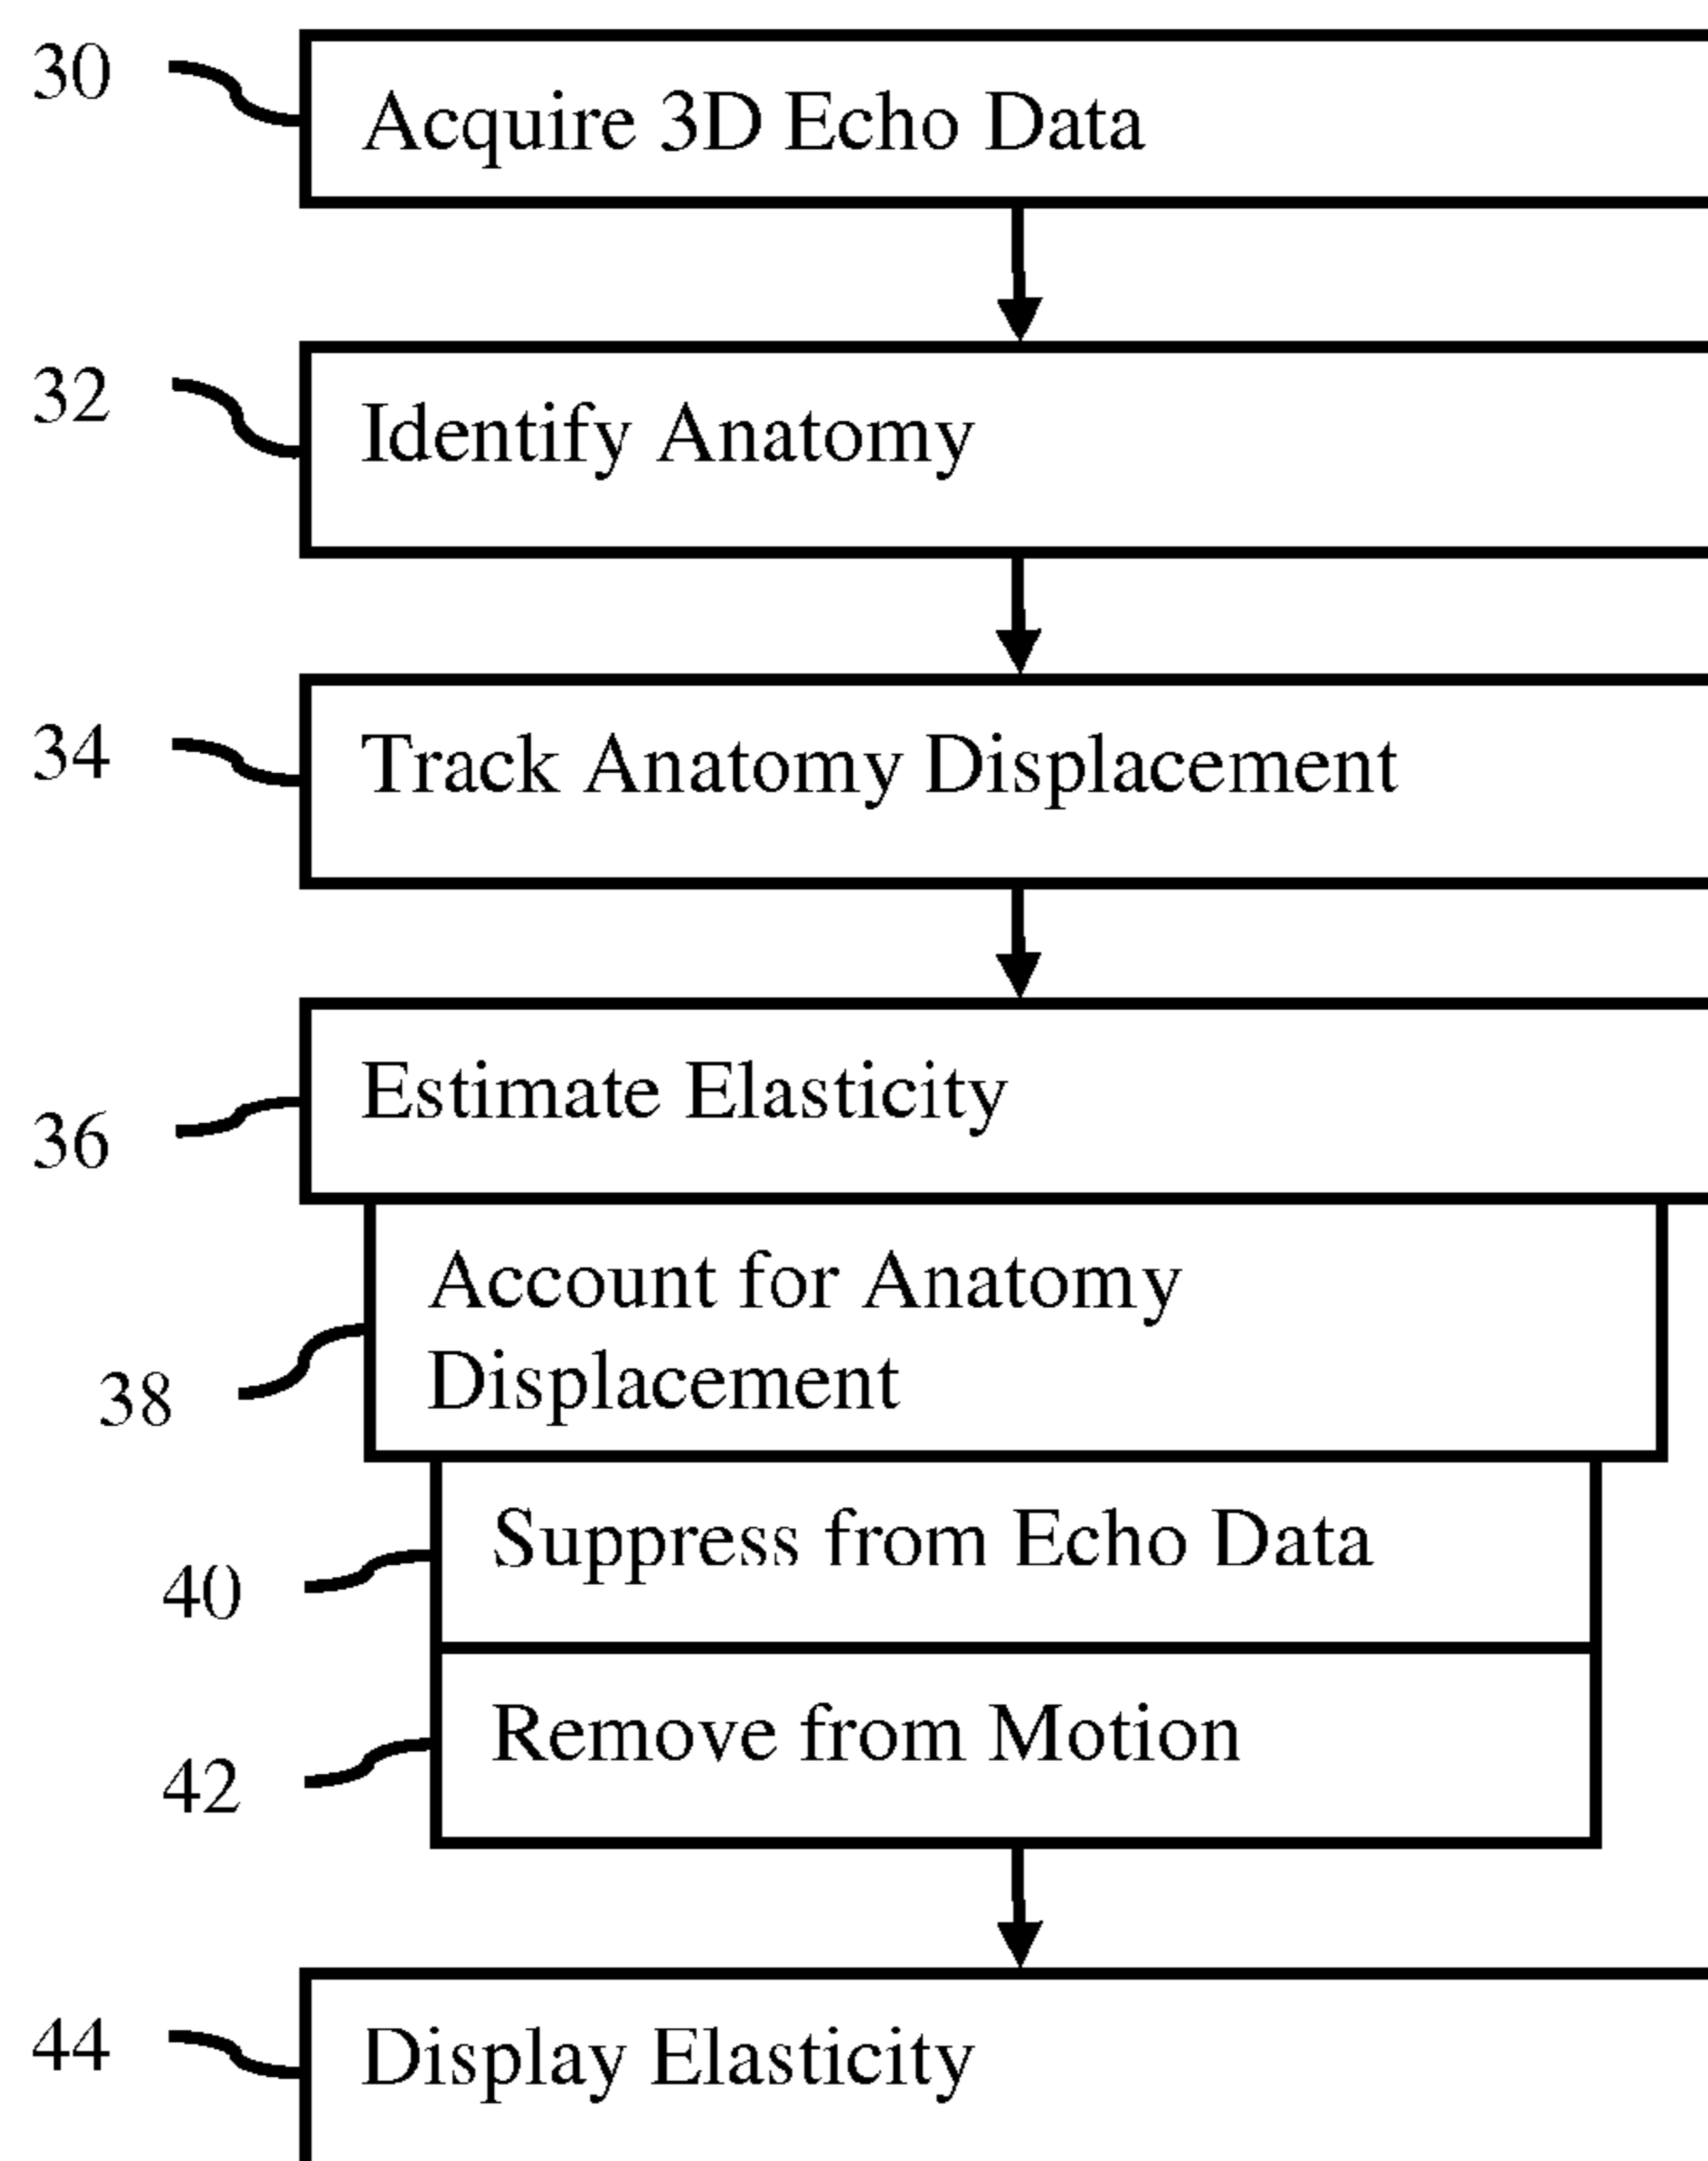 30
Acquire 3D Echo Data
32
Identify Anatomy
34
Track Anatomy Displacement
36
Estimate Elasticity
38
Account for Anatomy
Displacement
40
Suppress from Echo Data
42
Remove from Motion
44
Display Elasticity